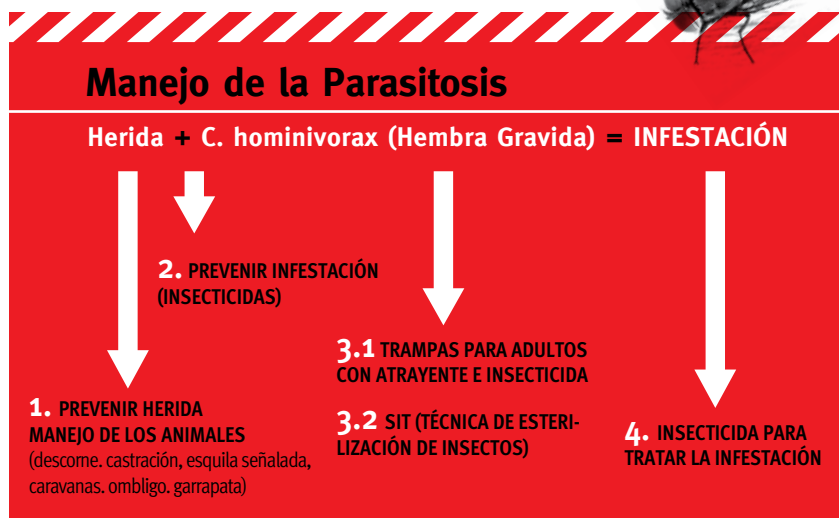 Manejo de la Parasitosis
Herida + C. hominivorax (Hembra Gravida) = INFESTACIÓN
2. PREVENIR INFESTACIÓN
(INSECTICIDAS)
3.1 TRAMPAS PARA ADULTOS
CON ATRAYENTE E INSECTICIDA
1. PREVENIR HERIDA
MANEJO DE LOS ANIMALES
(descorne. castración, esquila señalada,
caravanas. ombligo. garrapata)
3.2 SIT (TÉCNICA DE ESTERI-
LIZACIÓN DE INSECTOS)
4. INSECTICIDA PARA
TRATAR LA INFESTACIÓN